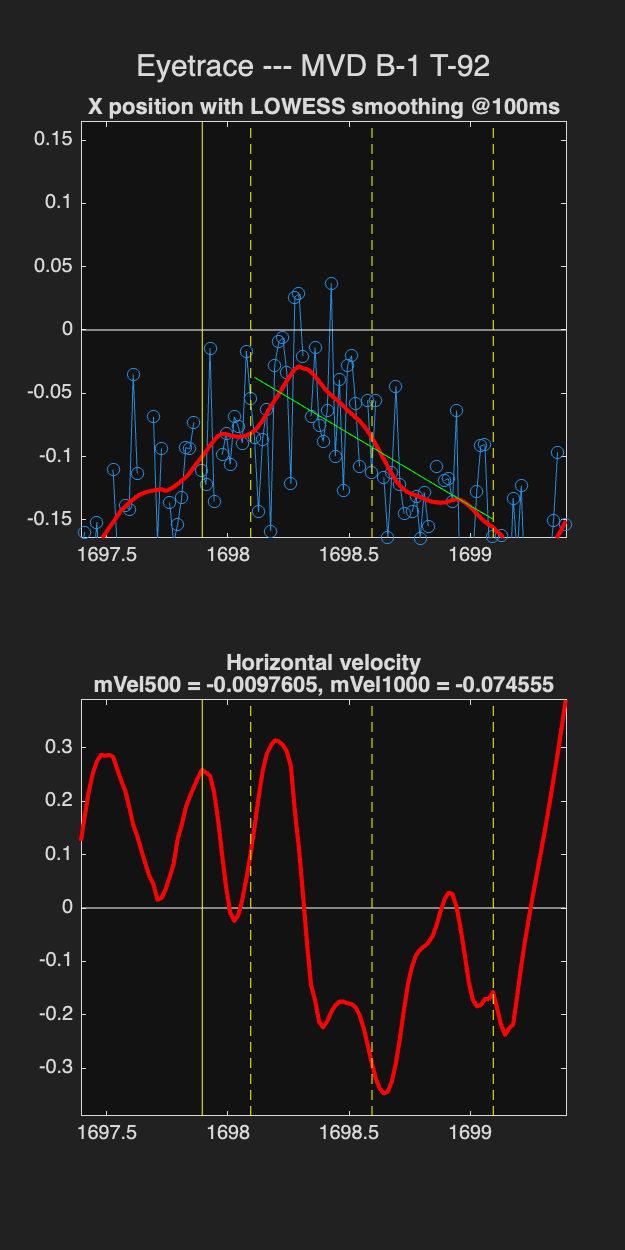 Eyetrace --- MVD B-1 T-92
X position with LOWESS smoothing @100ms
0.15
0.1
0.05
0
-0.05
-0.1
-0.15
1697.5 1698 1698.5 1699
Horizontal velocity
mVel500 = -0.0097605, mVel1000 = -0.074555
0.3
0.2
0.1
0
-0.1
-0.2
-0.3
1697.5 1698 1698.5 1699